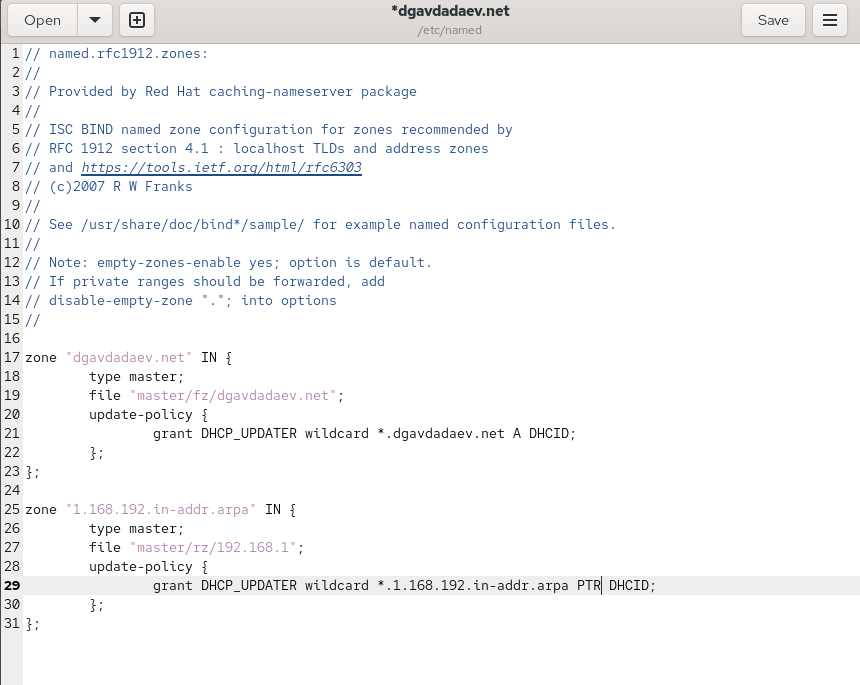 Open
*dgavdadaev.net
/etc/named
Save
1 // named.rfc1912.zones:
2 //
3 // Provided by Red Hat caching-nameserver package
4 //
5 // ISC BIND named zone configuration for zones recommended by
6 // RFC 1912 section 4.1 : localhost TLDs and address zones
7 // and https://tools.ietf.org/html/rfc6303
8 // (c)2007 R W Franks
9 //
10 // See /usr/share/doc/bind*/sample/ for example named configuration files.
11 //
12 // Note: empty-zones-enable yes; option is default.
13 // If private ranges should be forwarded, add
14 // disable-empty-zone "."; into options
15 //
16
17 zone "dgavdadaev.net" IN {
18         type master;
19         file "master/fz/dgavdadaev.net";
20         update-policy {
21                 grant DHCP_UPDATER wildcard *.dgavdadaev.net A DHCID;
22         };
23 };
24
25 zone "1.168.192.in-addr.arpa" IN {
26         type master;
27         file "master/rz/192.168.1";
28         update-policy {
29                 grant DHCP_UPDATER wildcard *.1.168.192.in-addr.arpa PTR DHCID;
30         };
31 };